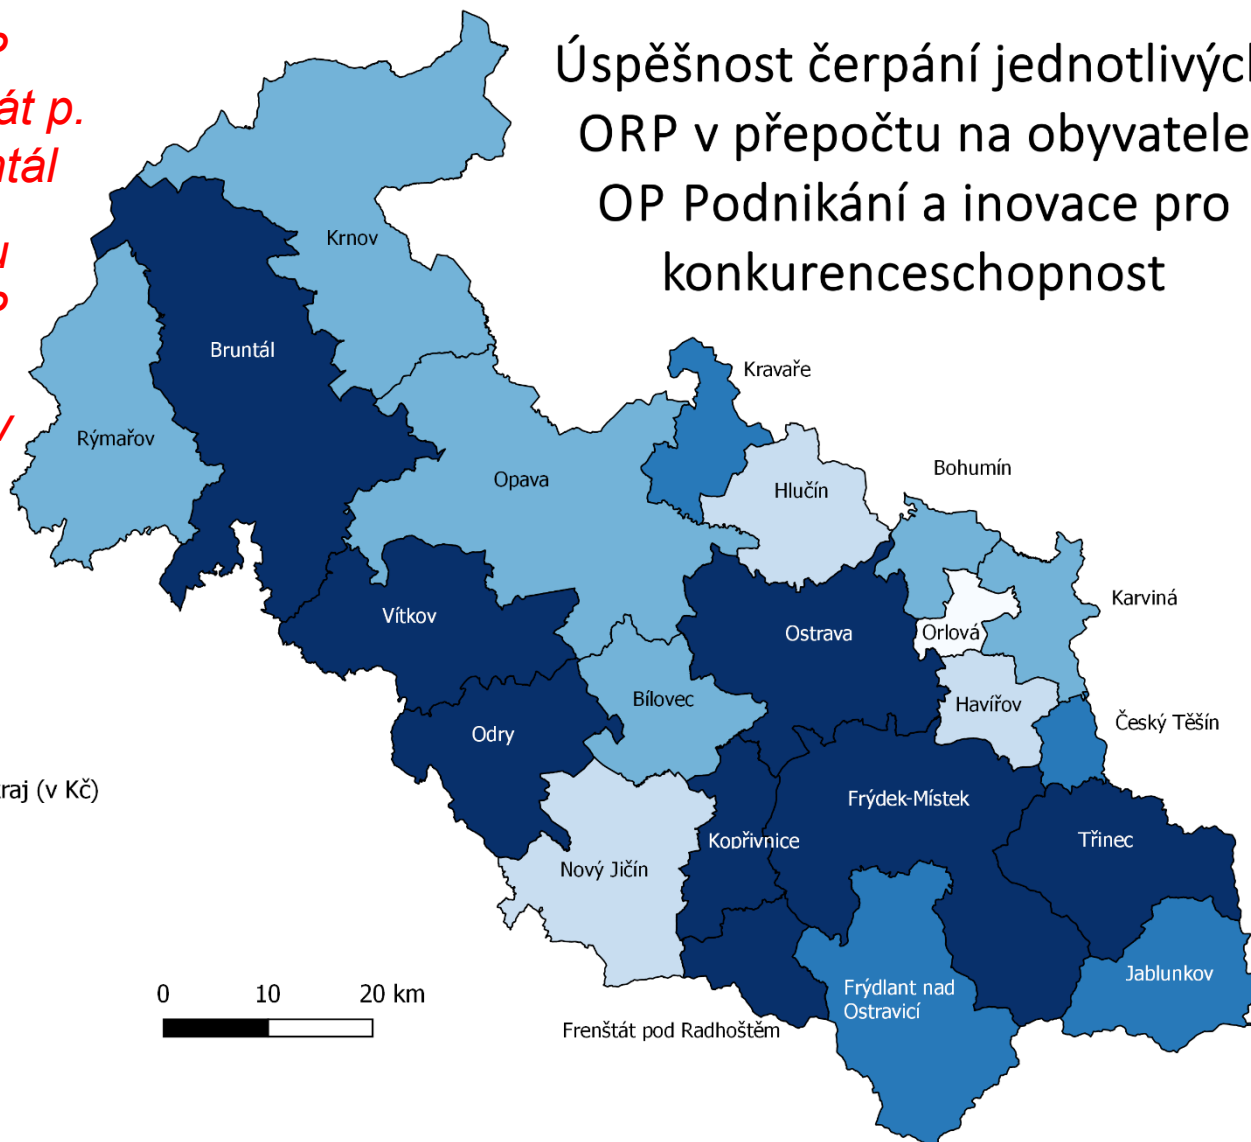 ?
át p.
ntál
u
?
v
Úspěšnost čerpání jednotlivých
ORP v přepočtu na obyvatele
OP Podnikání a inovace pro
konkurenceschopnost
Krnov
Bruntál
Kravaře
Rýmařov
Bohumín
Opava
Hlučín
Karviná
Vítkov
Ostrava
Orlová
Bílovec
Havířov
Český Těšín
Odry
raj (v Kč)
Frýdek-Místek
Kopřivnice
Třinec
Nový Jičín
Jablunkov
Frýdlant nad
Ostravicí
0 10 20 km
Frenštát pod Radhoštěm